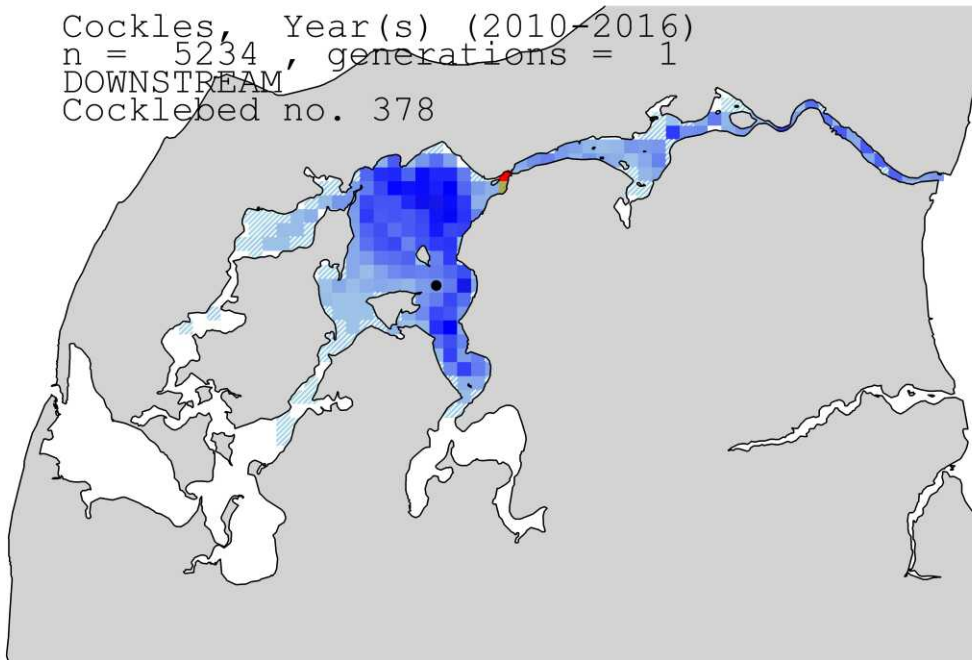 Cockles, Year(s) (2010-2016)
n = 5234 , generations = 1
DOWNSTREAM
Cocklebed no. 378